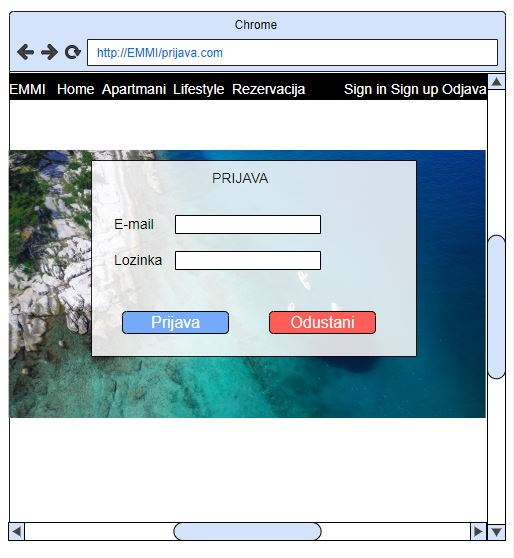 Chrome
http://EMMI/prijava.com
EMMI Home Apartmani Lifestyle Rezervacija Sign in Sign up Odjava
PRIJAVA
E-mail
Lozinka
Prijava Odustani